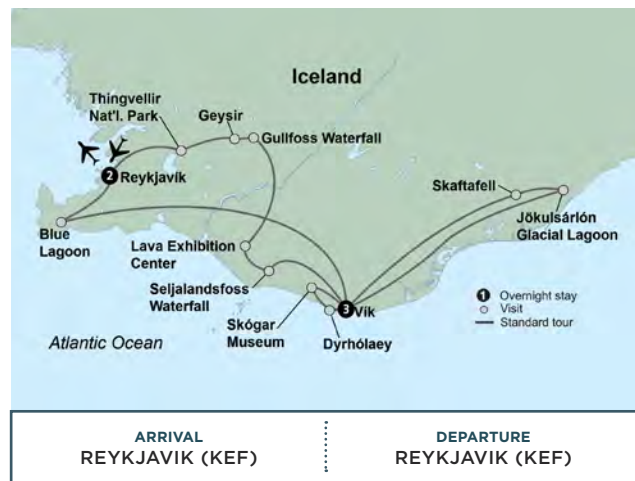 Iceland
Thingvellir
Nat'l. Park
Geysir
Gullfoss Waterfall
2
Reykjavík
Skaftafell
Blue
Lagoon
Jökulsárlón
Glacial Lagoon
Lava Exhibition
Center
Seljalandsfoss
Waterfall
Skógar
Museum
3
Vík
Dyrhólaey
1 Overnight stay
Visit
Standard tour
Atlantic Ocean
ARRIVAL
REYKJAVIK (KEF)
DEPARTURE
REYKJAVIK (KEF)